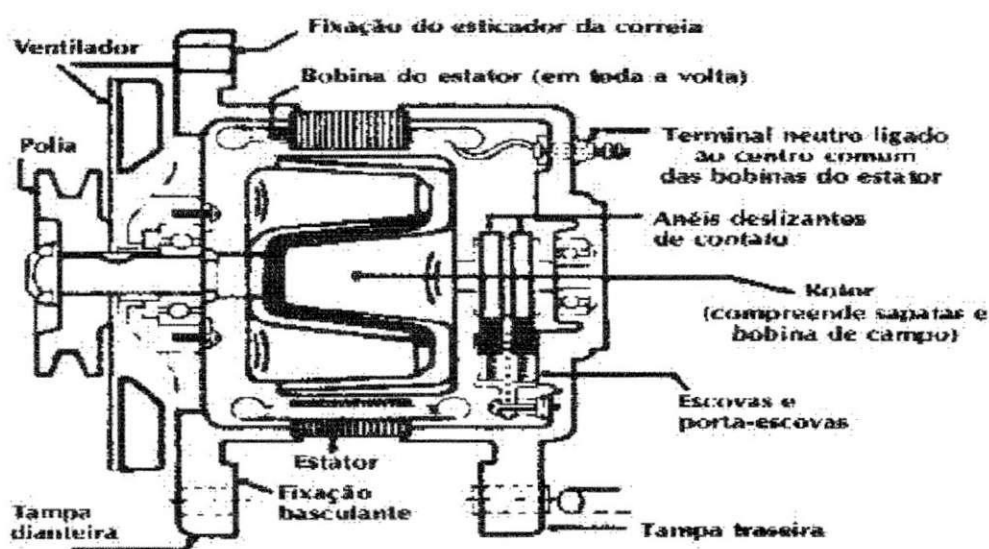 Fixação do esticador da correia
Ventilador
Bobina do estator (em toda a volta)
Polia
Terminal neutro ligado
ao centro comum
das bobinas do estator
Anéis deslizantes
de contato
Rotor
(compreende sapatas e
bobina de campo)
Escovas e
porta-escovas
Estator
Fixação
basculante
Tampa
dianteira
Tampa traseira